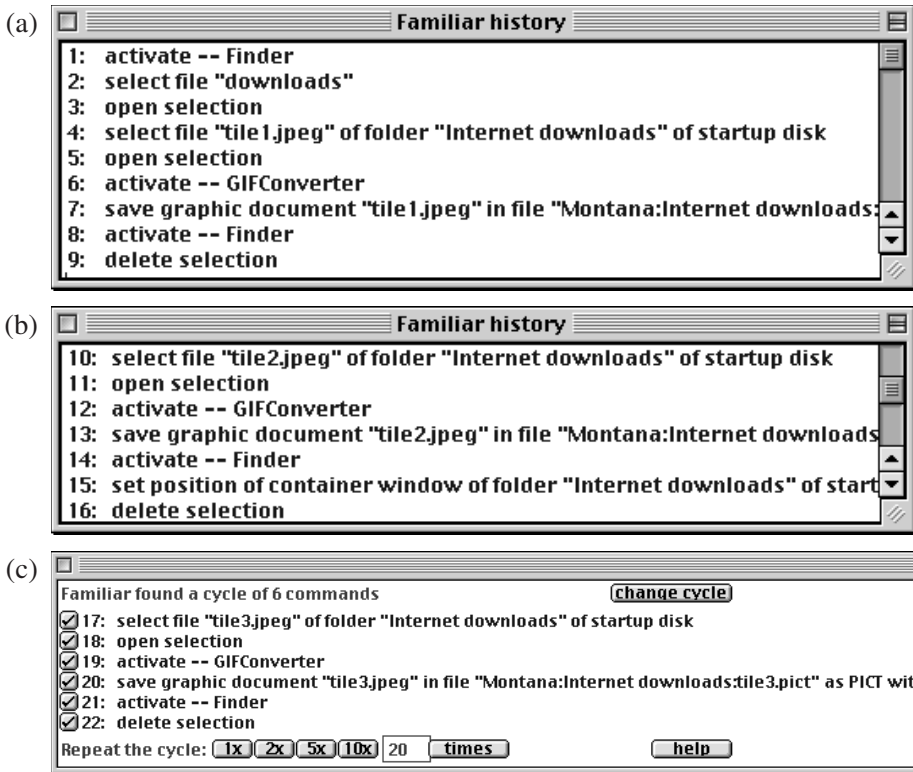 (a)
Familiar history
1: activate -- Finder
2: select file "downloads"
3: open selection
4: select file "tile1.jpeg" of folder "Internet downloads" of startup disk
5: open selection
6: activate -- GIFConverter
7: save graphic document "tile1.jpeg" in file "Montana:Internet downloads:
8: activate -- Finder
9: delete selection
(b)
Familiar history
10: select file "tile2.jpeg" of folder "Internet downloads" of startup disk
11: open selection
12: activate -- GIFConverter
13: save graphic document "tile2.jpeg" in file "Montana:Internet downloads
14: activate -- Finder
15: set position of container window of folder "Internet downloads" of start
16: delete selection
(c)
Familiar found a cycle of 6 commands change cycle
17: select file "tile3.jpeg" of folder "Internet downloads" of startup disk
18: open selection
19: activate -- GIFConverter
20: save graphic document "tile3.jpeg" in file "Montana:Internet downloads:tile3.pict" as PICT wit
21: activate -- Finder
22: delete selection
Repeat the cycle: 1x 2x 5x 10x 20 times help